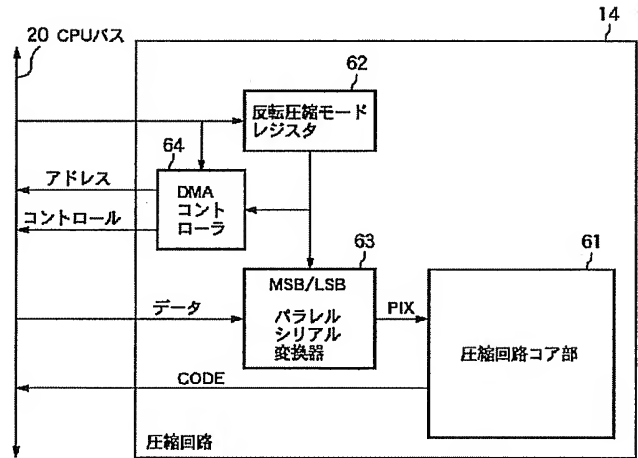 14
20 CPUバス
62
反転圧縮モード
レジスタ
64
アドレス
DMA
コント
ローラ
コントロール
63
61
MSB/LSB
データ
パラレル
シリアル
変換器
PIX
圧縮回路コア部
CODE
圧縮回路